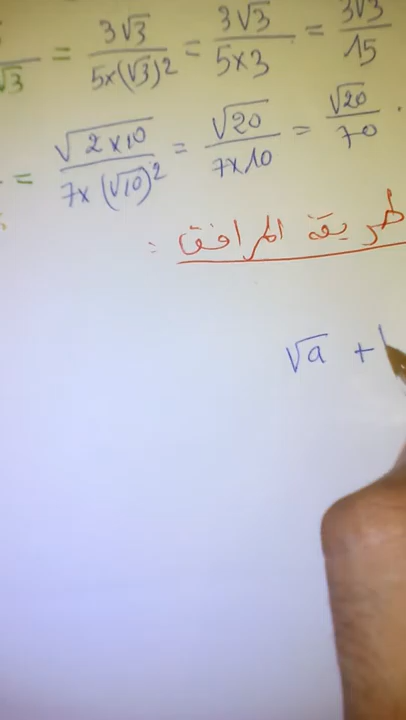 = 3√3 / 5×(√3)² = 3√3 / 5×3 = 3√3 / 15
√3
= √2×10 / 7×(√10)² = √20 / 7×10 = √20 / 70 .
طريقة المرافق :
√a +